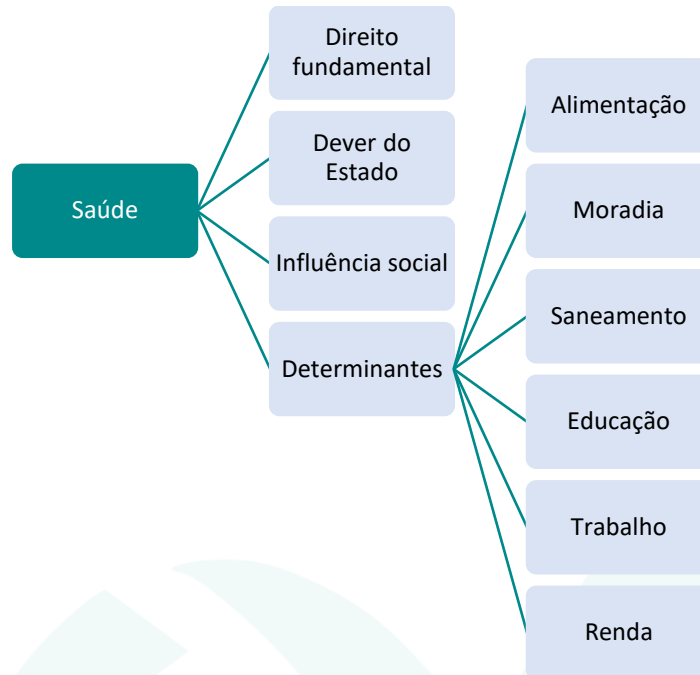 Saúde
Direito
fundamental
Dever do
Estado
Influência social
Determinantes
Alimentação
Moradia
Saneamento
Educação
Trabalho
Renda